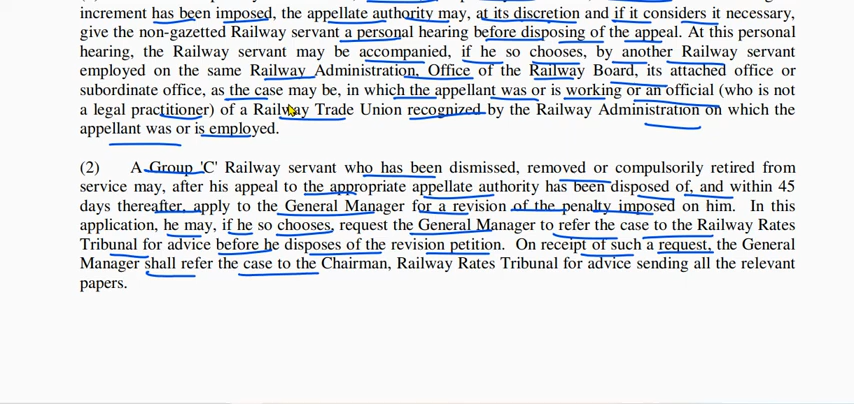 increment has been imposed, the appellate authority may, at its discretion and if it considers it necessary,
give the non-gazetted Railway servant a personal hearing before disposing of the appeal. At this personal
hearing, the Railway servant may be accompanied, if he so chooses, by another Railway servant
employed on the same Railway Administration, Office of the Railway Board, its attached office or
subordinate office, as the case may be, in which the appellant was or is working or an official (who is not
a legal practitioner) of a Railway Trade Union recognized by the Railway Administration on which the
appellant was or is employed.
(2) A Group 'C' Railway servant who has been dismissed, removed or compulsorily retired from
service may, after his appeal to the appropriate appellate authority has been disposed of, and within 45
days thereafter, apply to the General Manager for a revision of the penalty imposed on him. In this
application, he may, if he so chooses, request the General Manager to refer the case to the Railway Rates
Tribunal for advice before he disposes of the revision petition. On receipt of such a request, the General
Manager shall refer the case to the Chairman, Railway Rates Tribunal for advice sending all the relevant
papers.